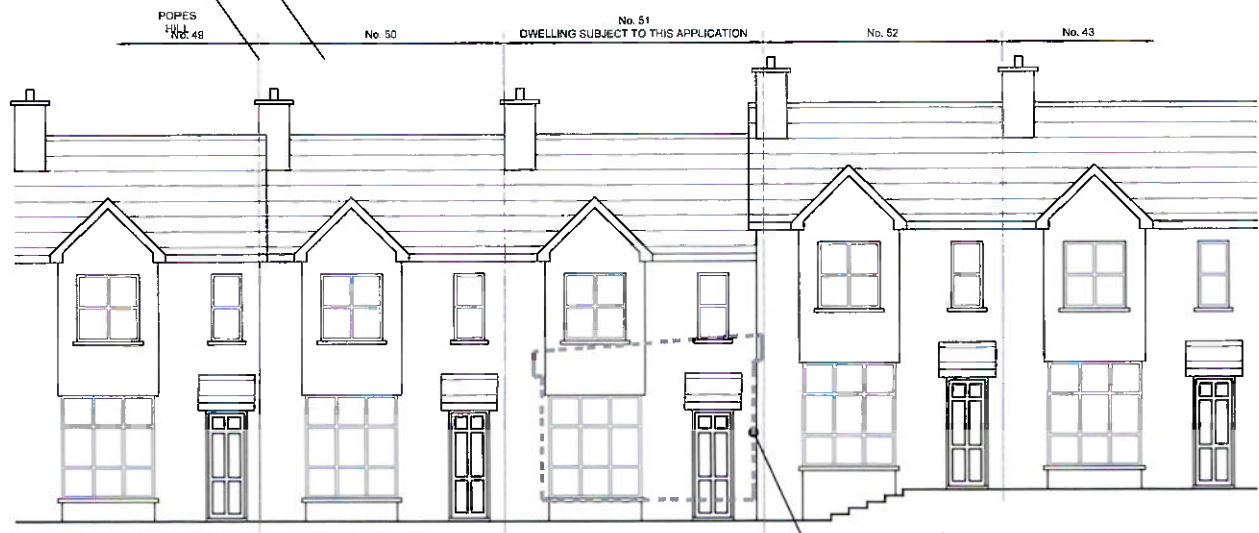 POPES
HILL
No. 49
No. 50
No. 51
DWELLING SUBJECT TO THIS APPLICATION
No. 52
No. 43